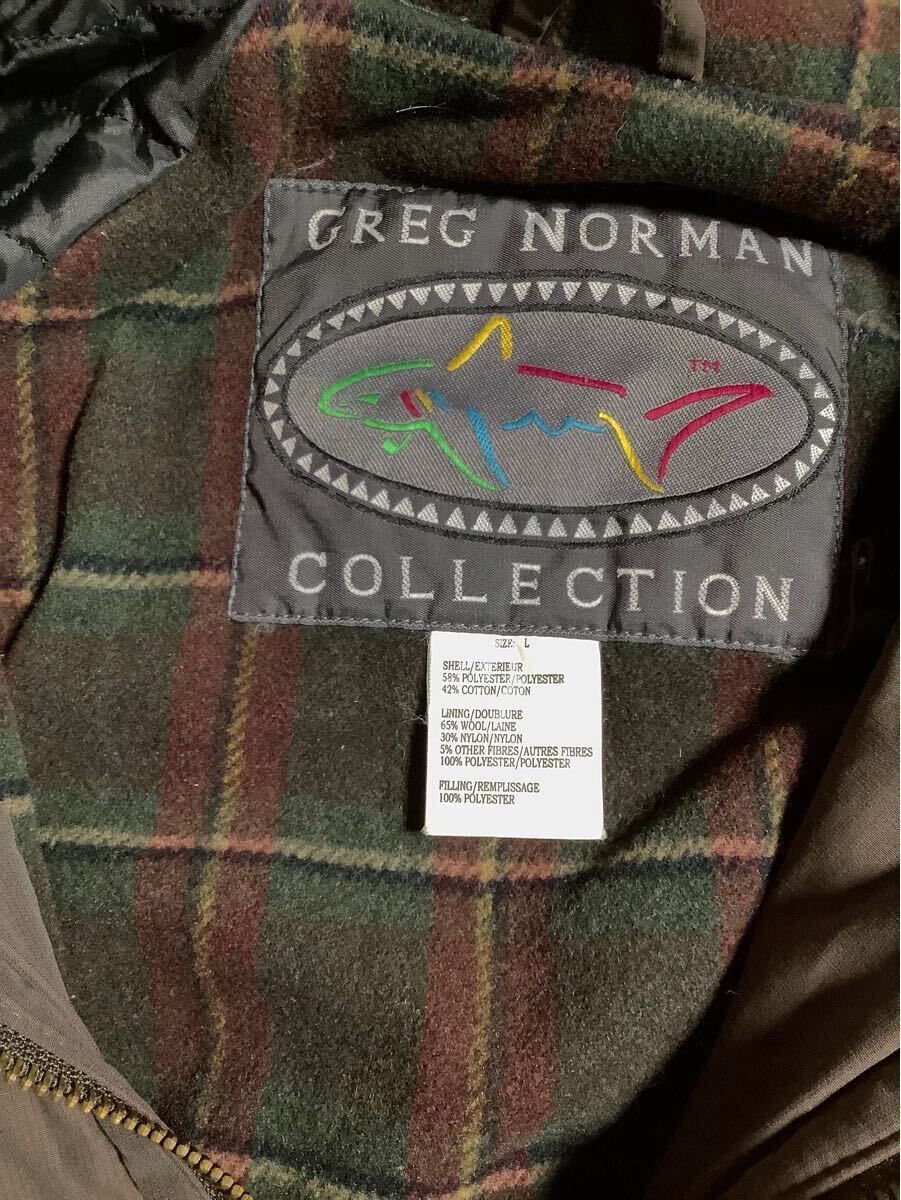 GREG NORMAN
TM
COLLECTION
SIZE: L
SHELL/EXTERIEUR
58% POLYESTER/POLYESTER
42% COTTON/COTON
LINING/DOUBLURE
65% WOOL/LAINE
30% NYLON/NYLON
5% OTHER FIBRES/AUTRES FIBRES
100% POLYESTER/POLYESTER
FILLING/REMPLISSAGE
100% POLYESTER